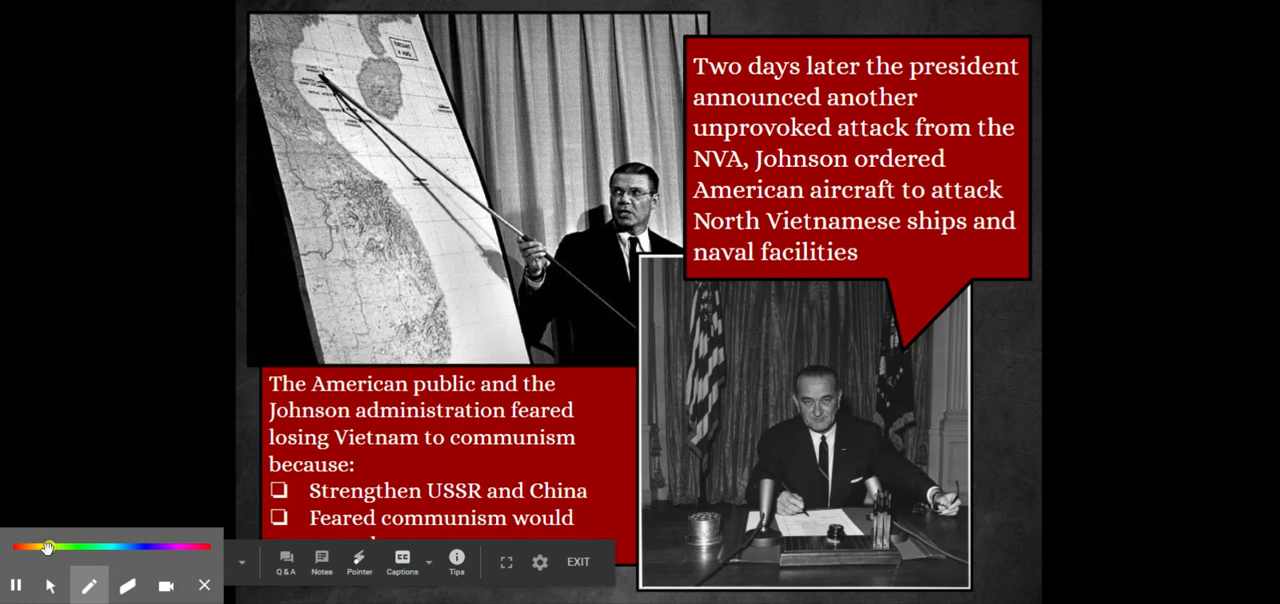 Two days later the president
announced another
unprovoked attack from the
NVA, Johnson ordered
American aircraft to attack
North Vietnamese ships and
naval facilities
The American public and the
Johnson administration feared
losing Vietnam to communism
because:
❏ Strengthen USSR and China
❏ Feared communism would
Q & A
Notes
Pointer
Captions
Tips
EXIT